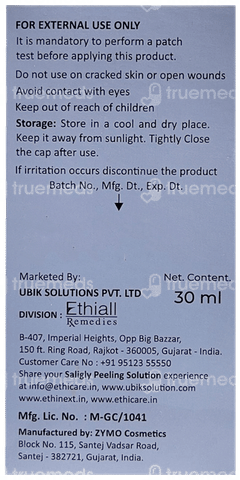 FOR EXTERNAL USE ONLY
It is mandatory to perform a patch
test before applying this product.
Do not use on cracked skin or open wounds
Avoid contact with eyes
Keep out of reach of children
Storage: Store in a cool and dry place.
Keep it away from sunlight. Tightly Close
the cap after use.
If irritation occurs discontinue the product
Batch No., Mfg. Dt., Exp. Dt.
Marketed By:
Net. Content.
UBIK SOLUTIONS PVT. LTD
30 ml
DIVISION : Ethiall
Remedies
B-407, Imperial Heights, Opp Big Bazzar,
150 ft. Ring Road, Rajkot - 360005, Gujarat - India.
Customer Care No : +91 95123 55550
Share your Saligly Peeling Solution experience
at info@ethicare.in, www.ubiksolution.com
www.ethinext.in, www.ethicare.in
Mfg. Lic. No. : M-GC/1041
Manufactured by: ZYMO Cosmetics
Block No. 115, Santej Vadsar Road,
Santej - 382721, Gujarat, India.
truemeds
truemeds
truemeds
truemeds